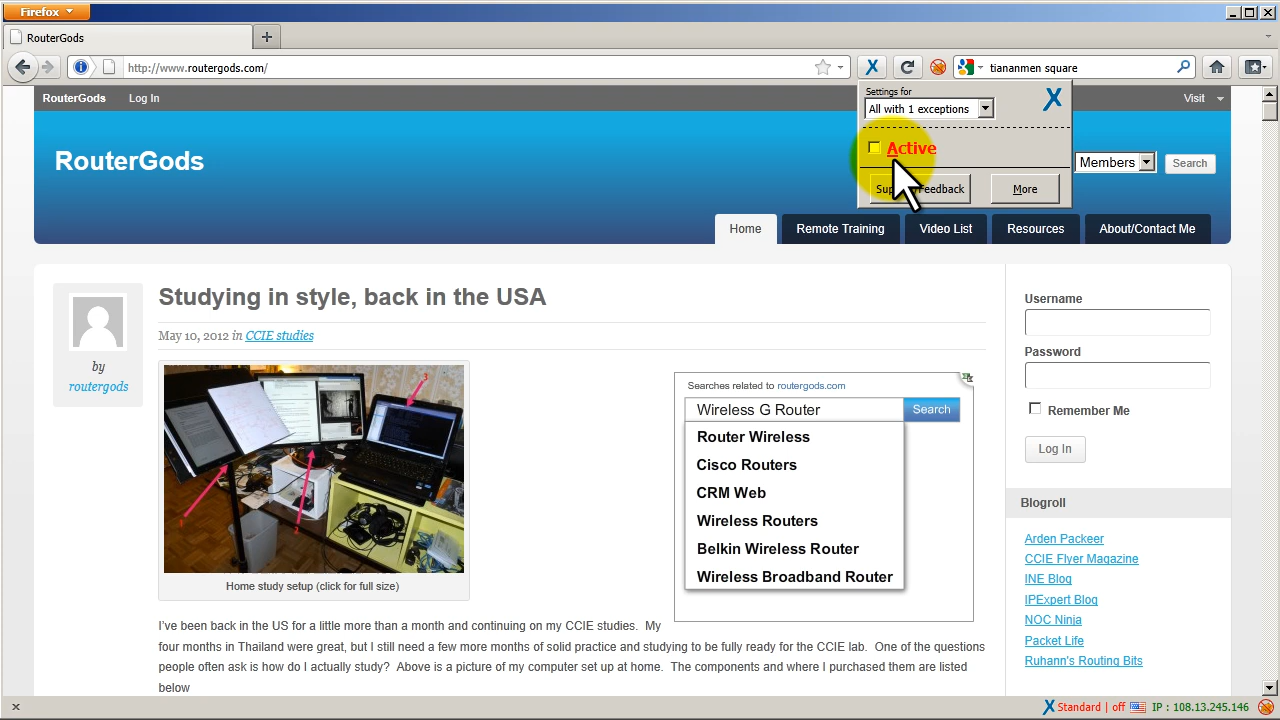 Firefox
RouterGods
http://www.routergods.com/
tiananmen square
RouterGods
Log In
Visit
Settings for
All with 1 exceptions
Active
Feedback
More
RouterGods
Members
Search
Home
Remote Training
Video List
Resources
About/Contact Me
Studying in style, back in the USA
May 10, 2012 in CCIE studies
by
routergods
Home study setup (click for full size)
Searches related to routergods.com
Wireless G Router
Search
Router Wireless
Cisco Routers
CRM Web
Wireless Routers
Belkin Wireless Router
Wireless Broadband Router
I've been back in the US for a little more than a month and continuing on my CCIE studies. My
four months in Thailand were great but still need a few more months of solid practice and studying to be fully ready for the CCIE lab. One of the questions
people often ask is how do I actually study? Above is a picture of my computer set up at home. The components and where I purchased them are listed
below
Username
Password
Remember Me
Log In
Blogroll
Arden Packeer
CCIE Flyer Magazine
INE Blog
IPExpert Blog
NOC Ninja
Packet Life
Ruhann's Routing Bits
Standard | off
IP : 108.13.245.146